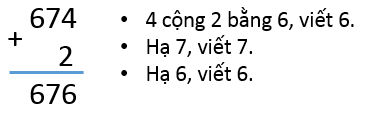 674
+
2
676
• 4 cộng 2 bằng 6, viết 6.
• Hạ 7, viết 7.
• Hạ 6, viết 6.